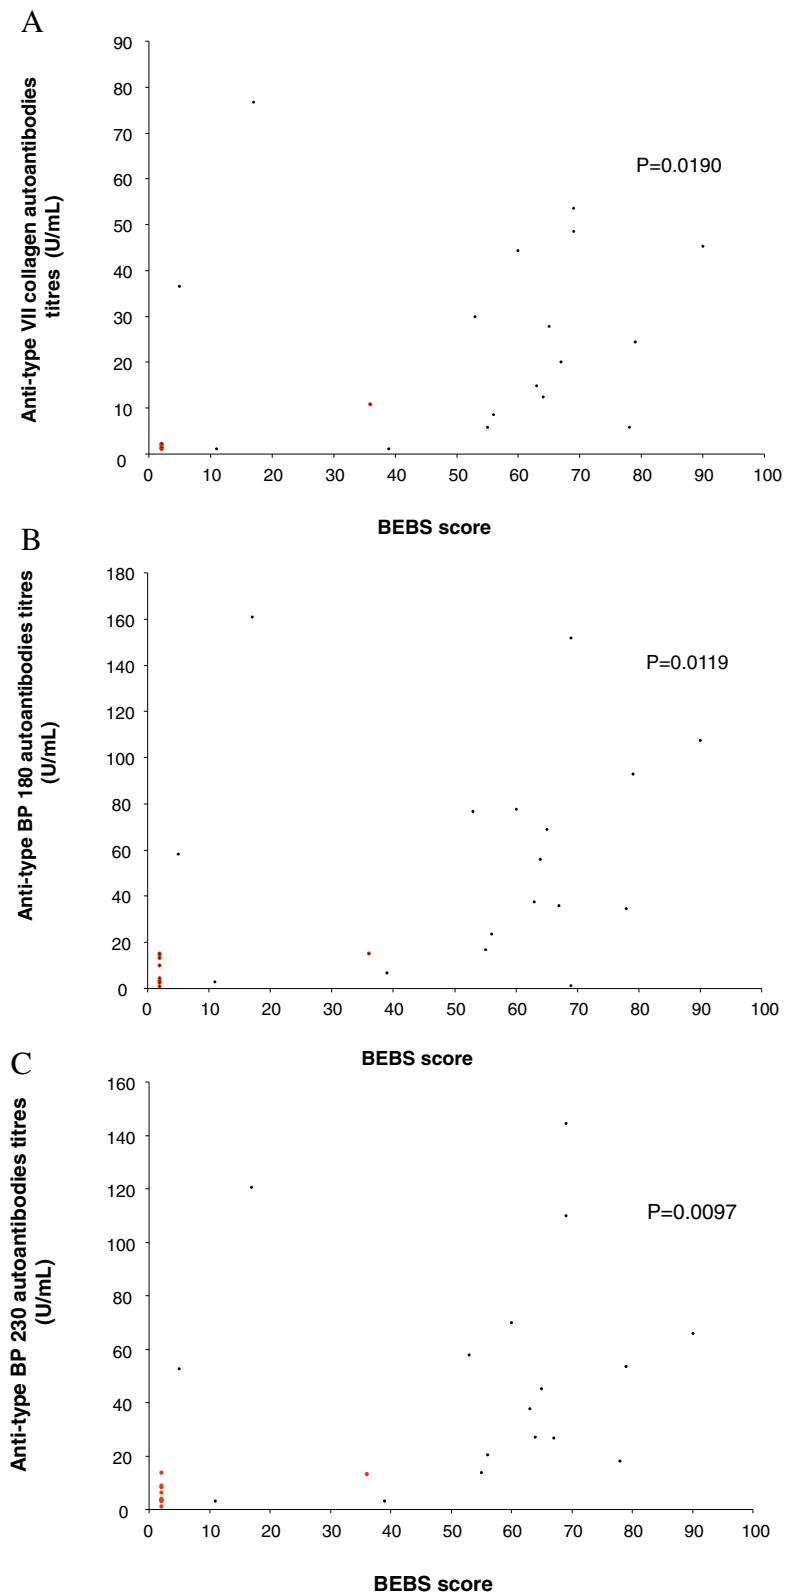 A
90
80
70
60
50
40
30
20
10
0
Anti-type VII collagen autoantibodies
titres (U/mL)
P=0.0190
0 10 20 30 40 50 60 70 80 90 100
BEBS score
B
180
160
140
120
100
80
60
40
20
0
Anti-type BP 180 autoantibodies titres
(U/mL)
P=0.0119
0 10 20 30 40 50 60 70 80 90 100
BEBS score
C
160
140
120
100
80
60
40
20
0
Anti-type BP 230 autoantibodies titres
(U/mL)
P=0.0097
0 10 20 30 40 50 60 70 80 90 100
BEBS score